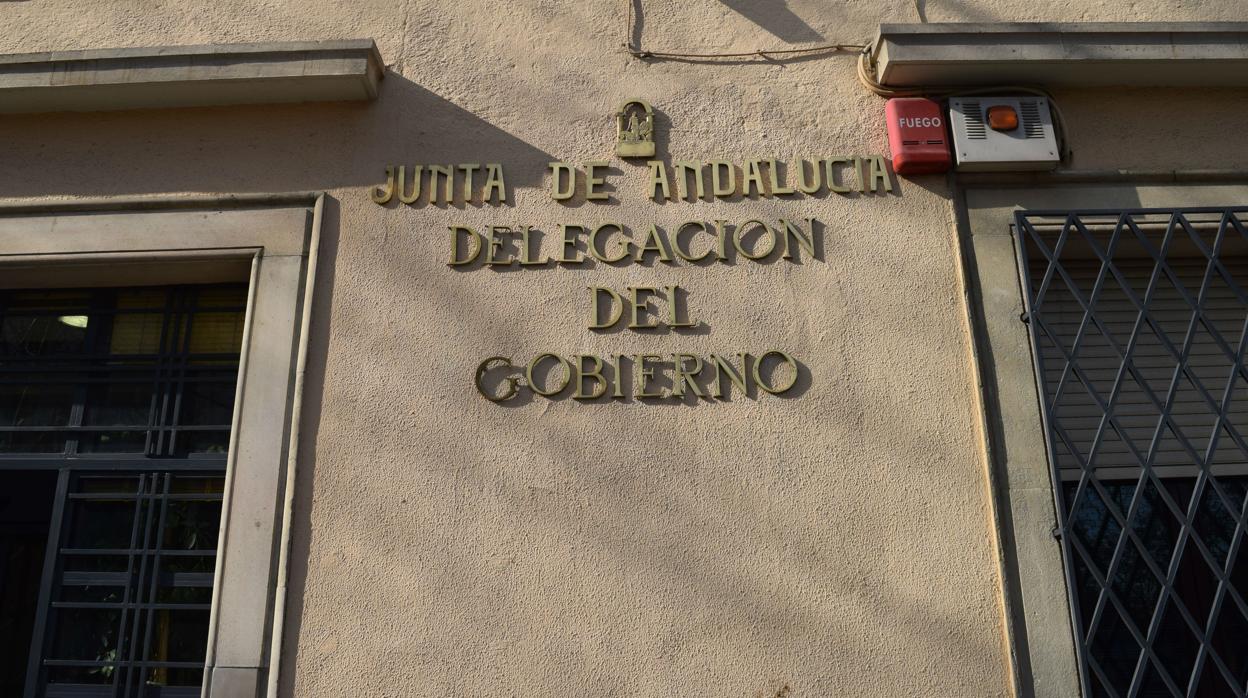 JUNTA DE ANDALUCIA
DELEGACION
DEL
GOBIERNO
FUEGO